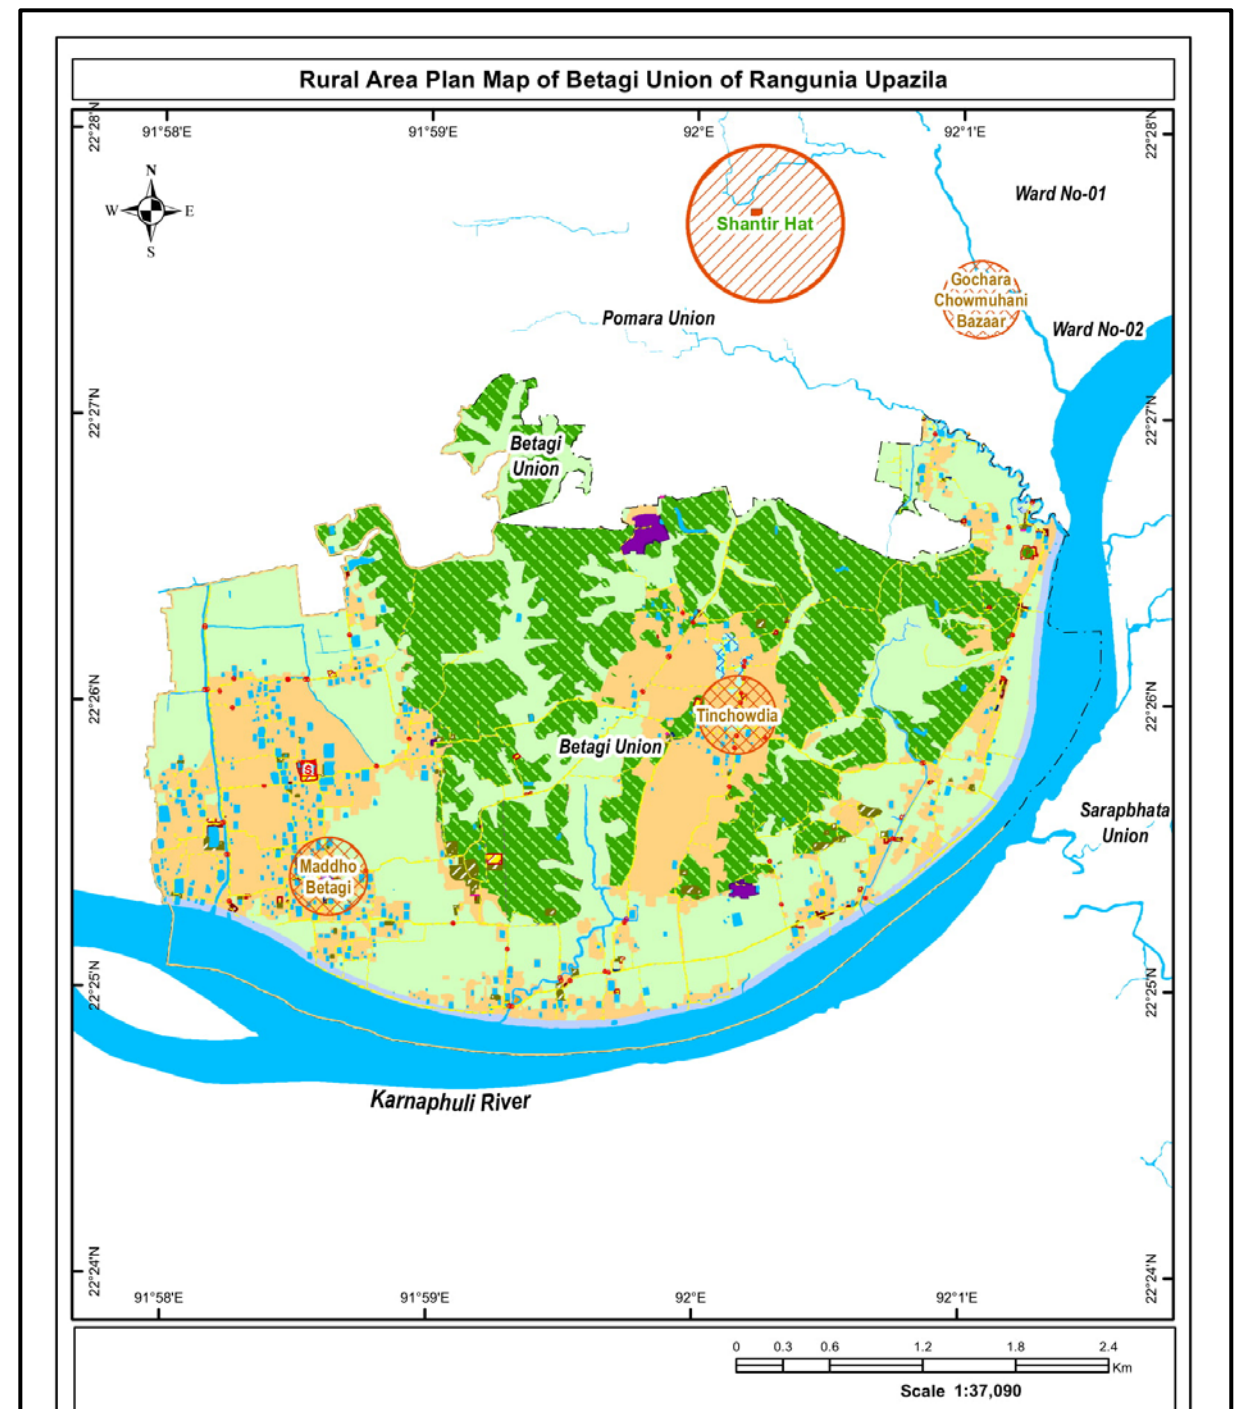 Rural Area Plan Map of Betagi Union of Rangunia Upazila
91°58'E 91°59'E 92°E 92°1'E
22°28'N 22°28'N
N
W E
S
Ward No-01
Shantir Hat
Gochara
Chowmuhani
Bazaar
Pomara Union
Ward No-02
22°27'N 22°27'N
Betagi
Union
22°26'N 22°26'N
Tinchowdia
Betagi Union
Sarapbhata
Union
Maddho
Betagi
22°25'N 22°25'N
Karnaphuli River
22°24'N 22°24'N
91°58'E 91°59'E 92°E 92°1'E
0 0.3 0.6 1.2 1.8 2.4
Km
Scale 1:37,090